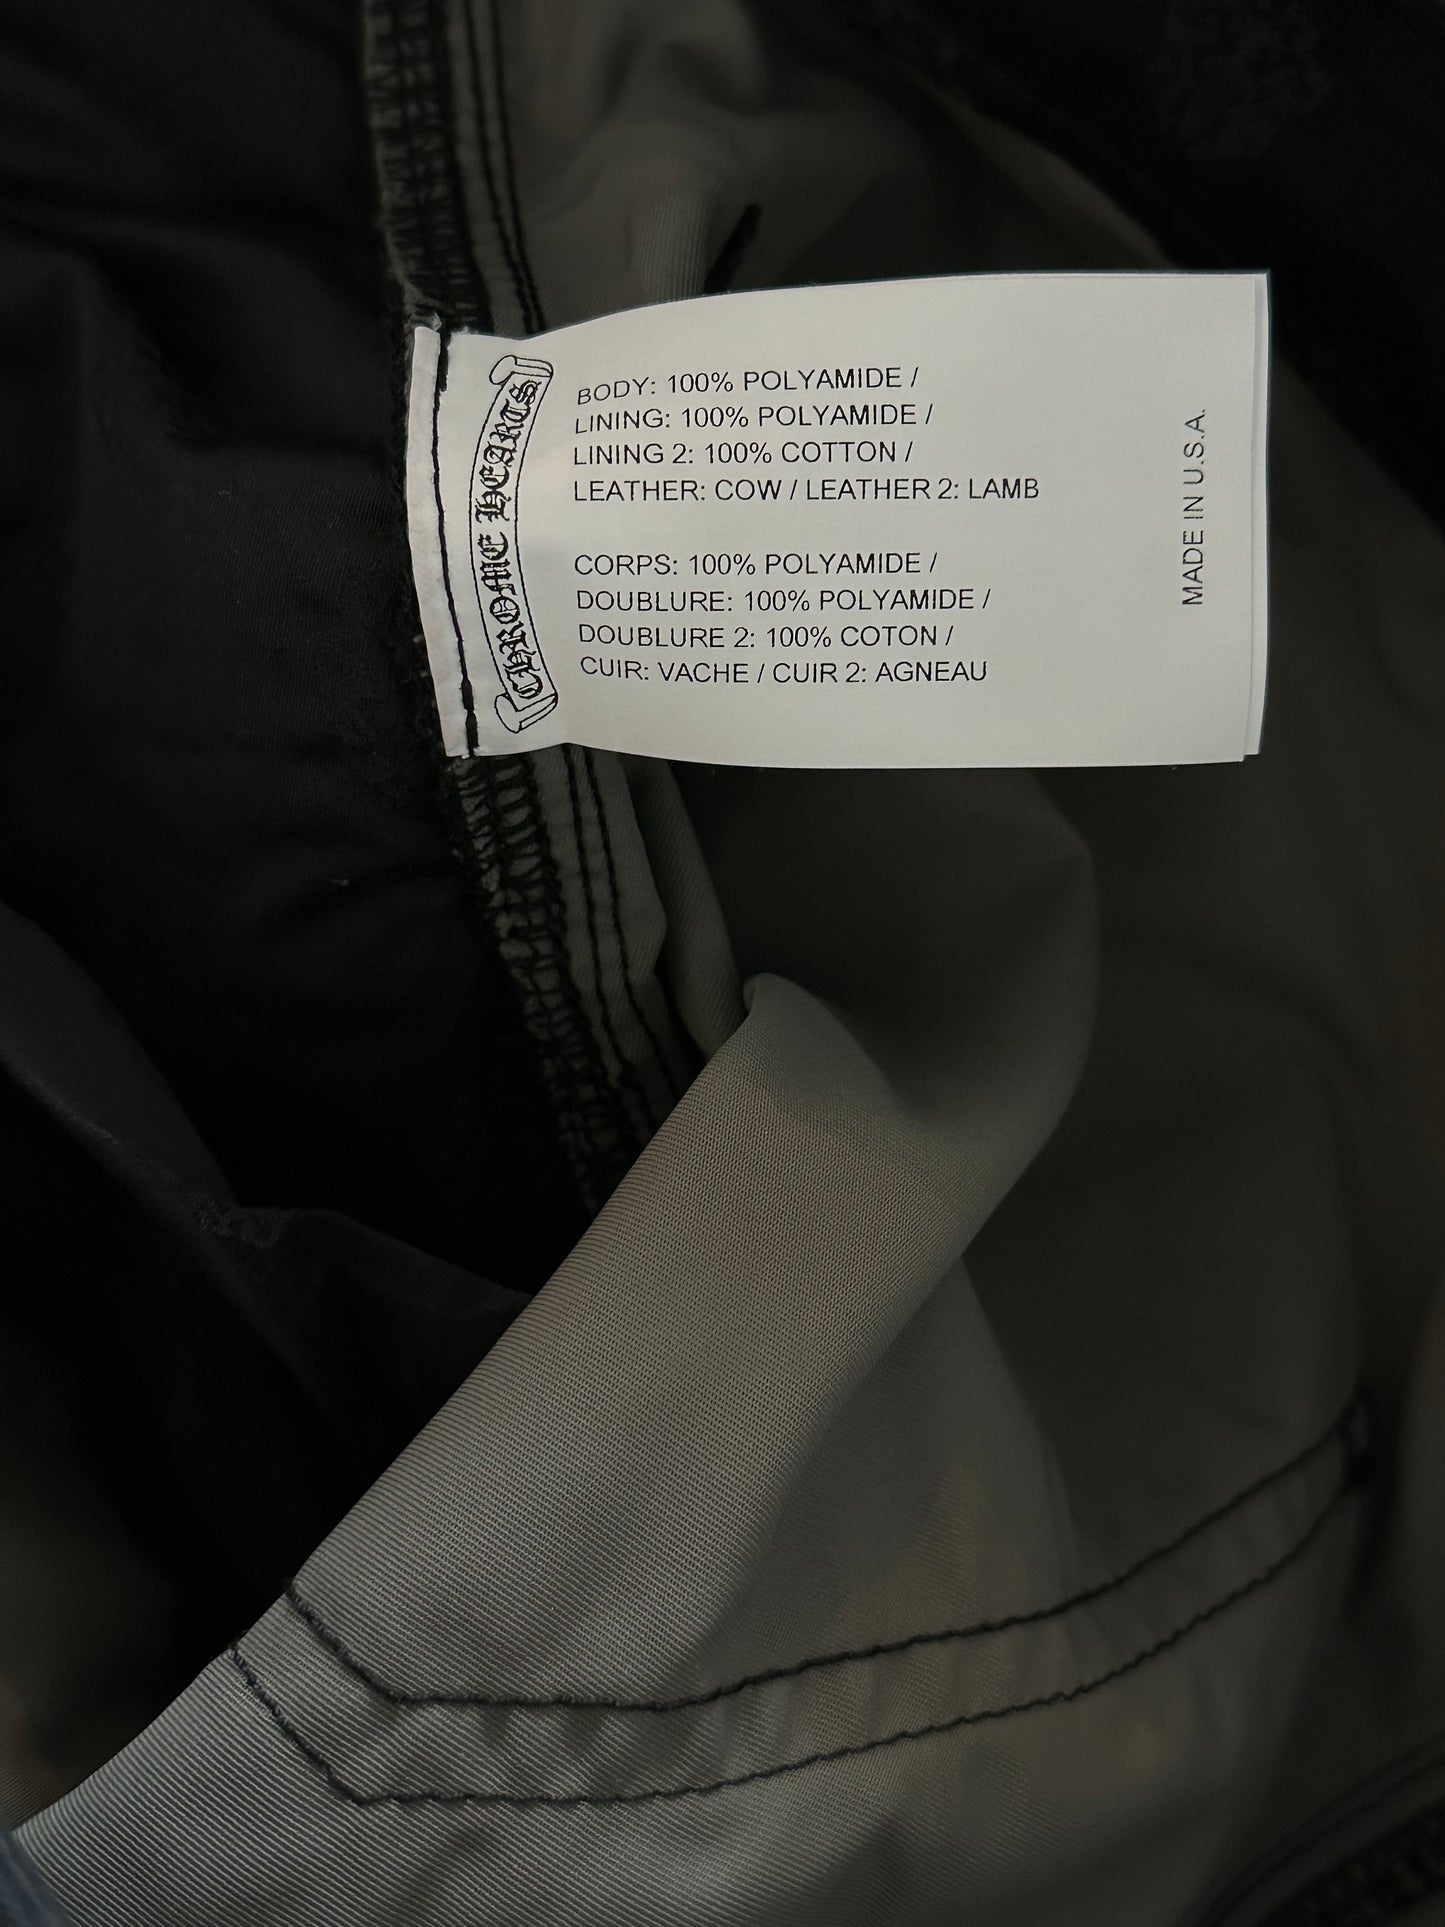 CHROME HEARTS
BODY: 100% POLYAMIDE /
LINING: 100% POLYAMIDE /
LINING 2: 100% COTTON /
LEATHER: COW / LEATHER 2: LAMB
CORPS: 100% POLYAMIDE /
DOUBLURE: 100% POLYAMIDE /
DOUBLURE 2: 100% COTON /
CUIR: VACHE / CUIR 2: AGNEAU
MADE IN U.S.A.